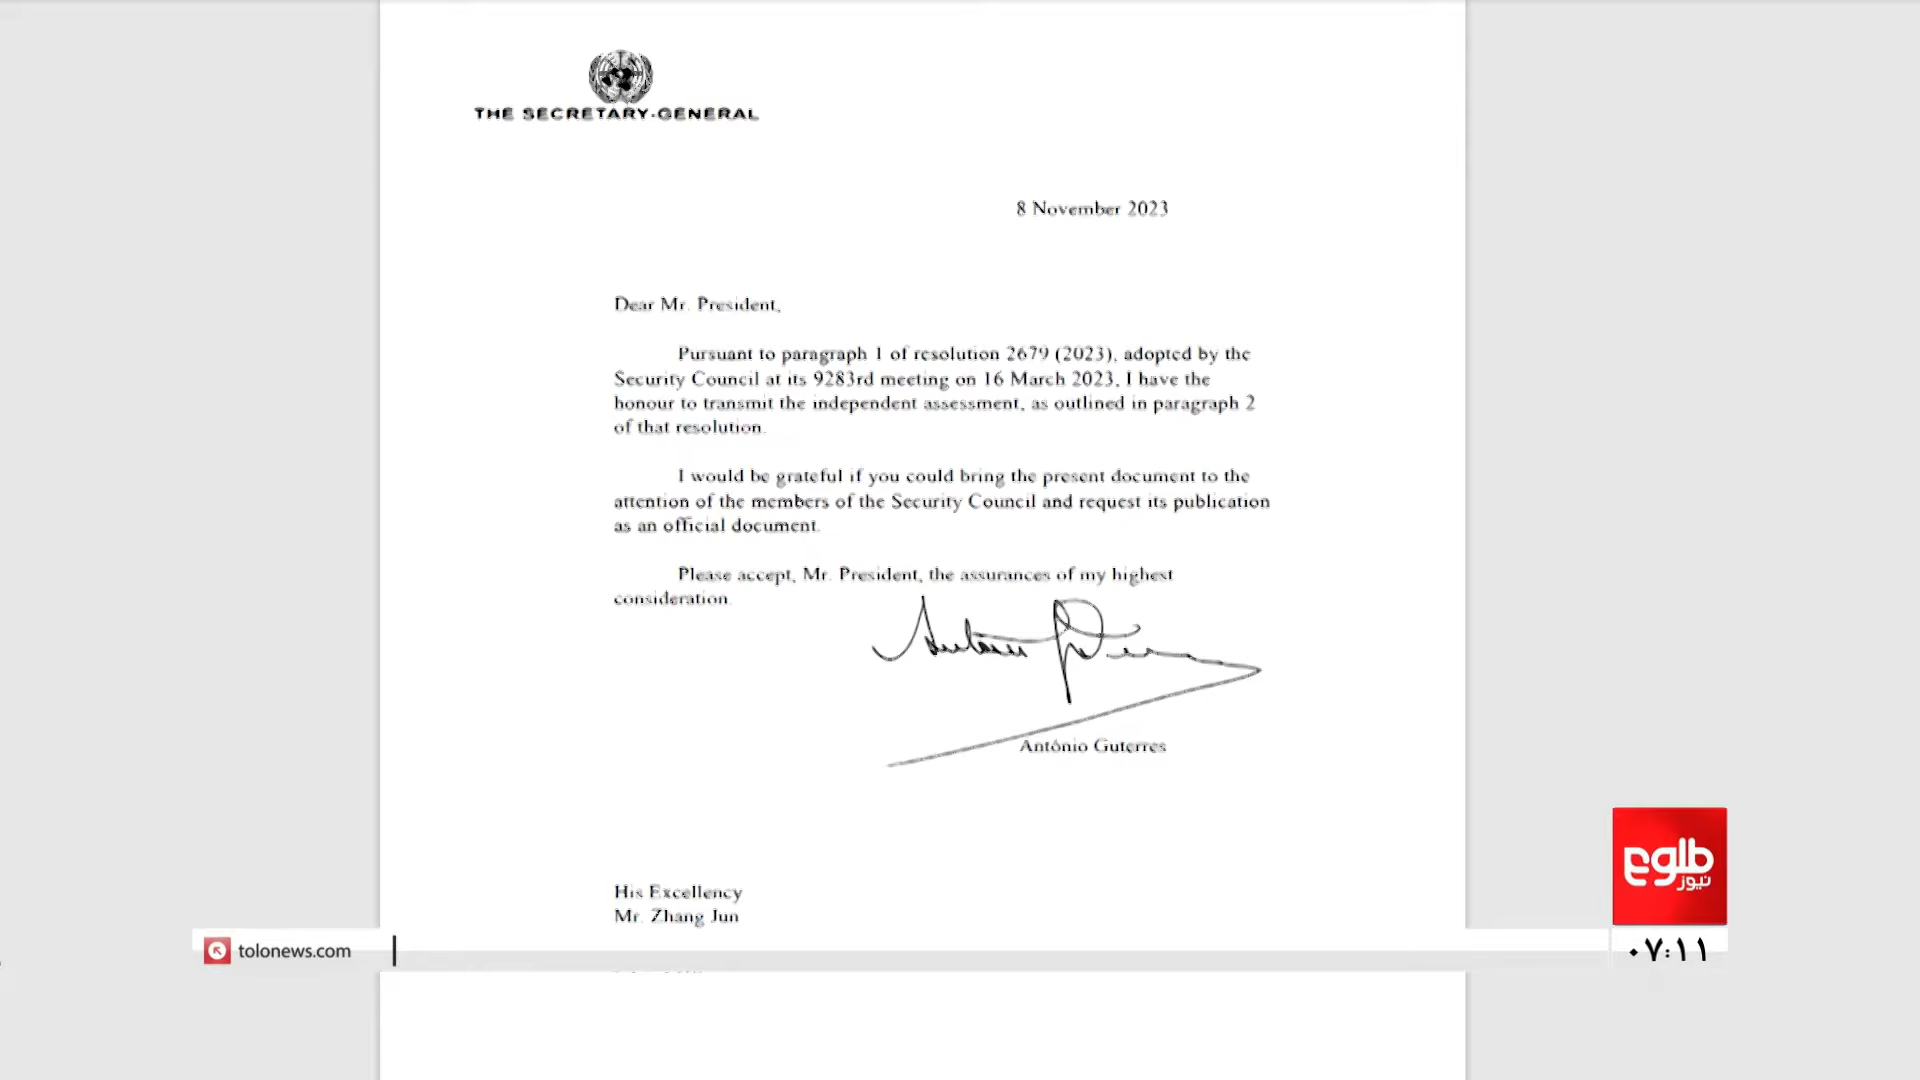 THE SECRETARY-GENERAL
8 November 2023
Dear Mr. President,
Pursuant to paragraph 1 of resolution 2679 (2023), adopted by the
Security Council at its 9283rd meeting on 16 March 2023, I have the
honour to transmit the independent assessment, as outlined in paragraph 2
of that resolution.
I would be grateful if you could bring the present document to the
attention of the members of the Security Council and request its publication
as an official document.
Please accept, Mr. President, the assurances of my highest
consideration.
António Guterres
His Excellency
Mr. Zhang Jun
طلوع
نیوز
tolonews.com
۰۷:۱۱